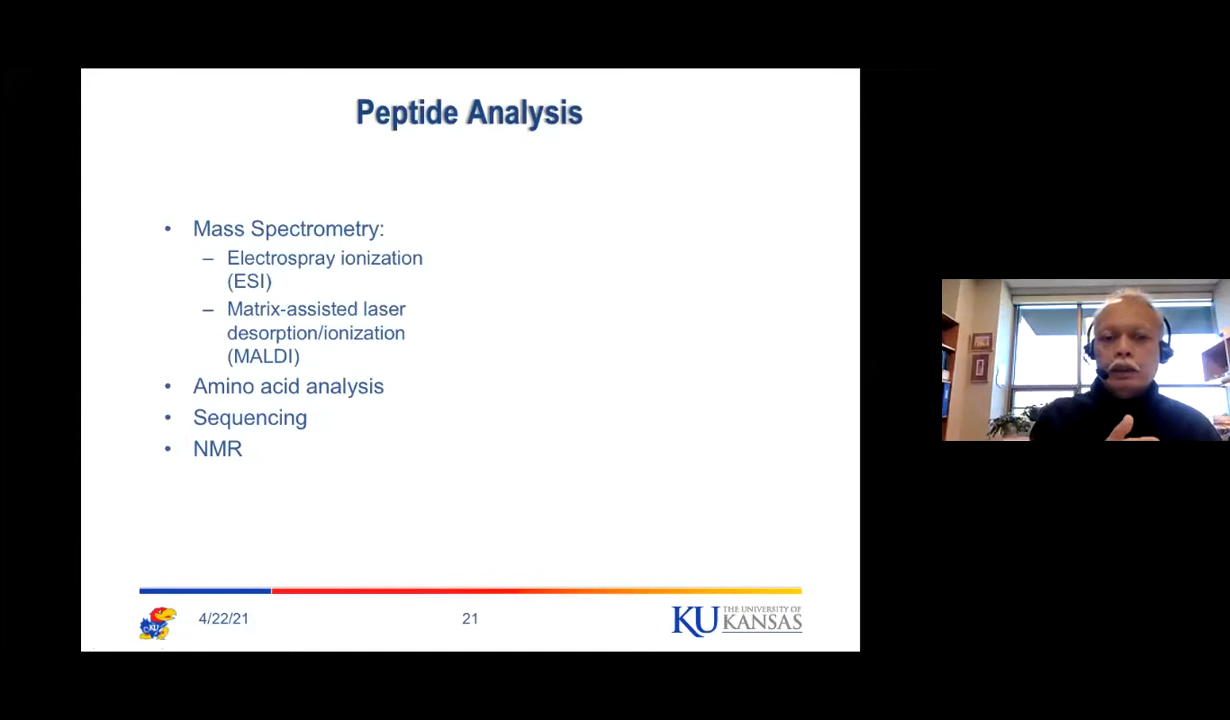 Peptide Analysis
• Mass Spectrometry:
– Electrospray ionization
(ESI)
– Matrix-assisted laser
desorption/ionization
(MALDI)
• Amino acid analysis
• Sequencing
• NMR
KU
4/22/21
21
KU THE UNIVERSITY OF
KANSAS